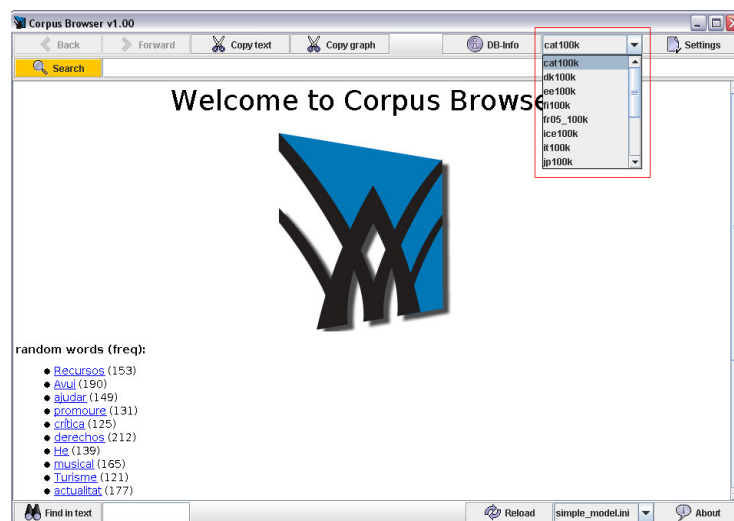 Corpus Browser v1.00
Back Forward Copy text Copy graph DB-Info cat100k Settings
Search
cat100k
dk100k
ee100k
fi100k
fr05_100k
ice100k
it100k
jp100k
Welcome to Corpus Browse
random words (freq):
Recursos (153)
Avui (190)
ajudar (149)
promoure (131)
crítica (125)
derechos (212)
He (139)
musical (165)
Turisme (121)
actualitat (177)
Find in text Reload simple_model.ini About